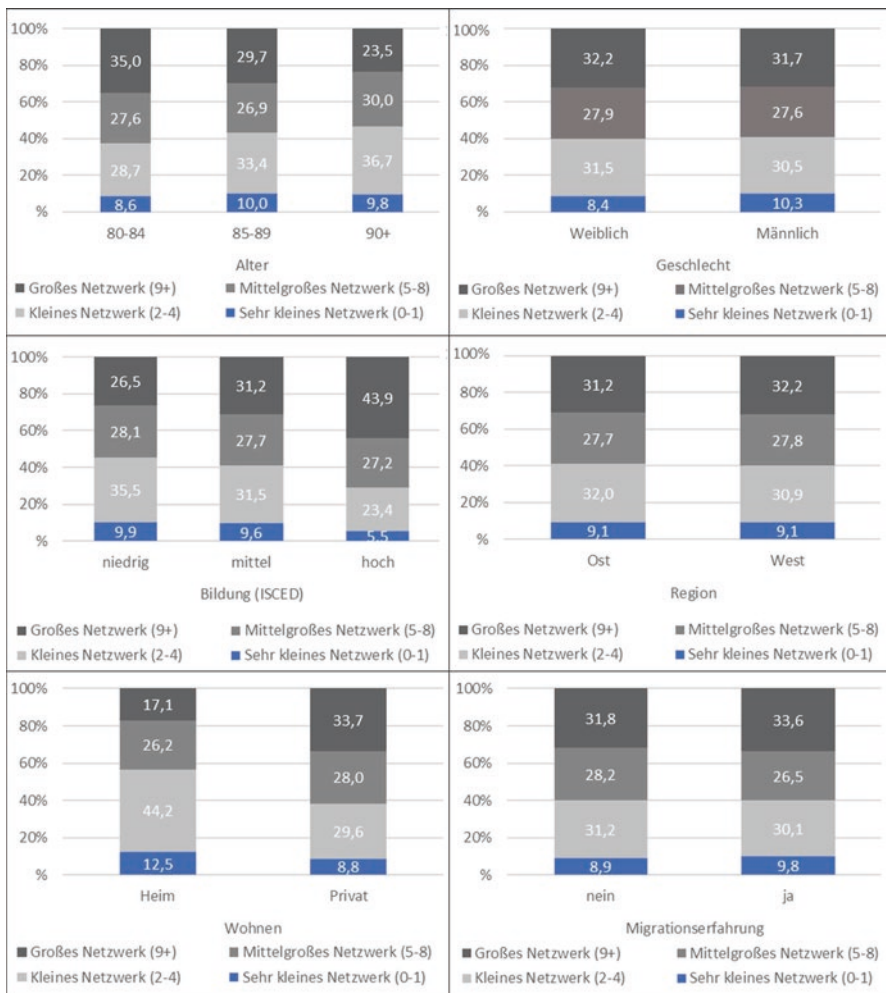 100%
35,0 29,7 23,5
80%
60%
27,6 26,9 30,0
40%
28,7 33,4 36,7
20%
8,6 10,0 9,8
%
80-84 85-89 90+
Alter
Großes Netzwerk (9+) Mittelgroßes Netzwerk (5-8)
Kleines Netzwerk (2-4) Sehr kleines Netzwerk (0-1)
100%
32,2 31,7
80%
60%
27,9 27,6
40%
31,5 30,5
20%
8,4 10,3
%
Weiblich Männlich
Geschlecht
Großes Netzwerk (9+) Mittelgroßes Netzwerk (5-8)
Kleines Netzwerk (2-4) Sehr kleines Netzwerk (0-1)
100%
26,5 31,2 43,9
80%
60%
28,1 27,7 27,2
40%
35,5 31,5 23,4
20%
9,9 9,6 5,5
%
niedrig mittel hoch
Bildung (ISCED)
Großes Netzwerk (9+) Mittelgroßes Netzwerk (5-8)
Kleines Netzwerk (2-4) Sehr kleines Netzwerk (0-1)
100%
31,2 32,2
80%
60%
27,7 27,8
40%
32,0 30,9
20%
9,1 9,1
%
Ost West
Region
Großes Netzwerk (9+) Mittelgroßes Netzwerk (5-8)
Kleines Netzwerk (2-4) Sehr kleines Netzwerk (0-1)
100%
17,1 33,7
80%
60%
26,2 28,0
40%
44,2 29,6
20%
12,5 8,8
%
Heim Privat
Wohnen
Großes Netzwerk (9+) Mittelgroßes Netzwerk (5-8)
Kleines Netzwerk (2-4) Sehr kleines Netzwerk (0-1)
100%
31,8 33,6
80%
60%
28,2 26,5
40%
31,2 30,1
20%
8,9 9,8
%
nein ja
Migrationserfahrung
Großes Netzwerk (9+) Mittelgroßes Netzwerk (5-8)
Kleines Netzwerk (2-4) Sehr kleines Netzwerk (0-1)